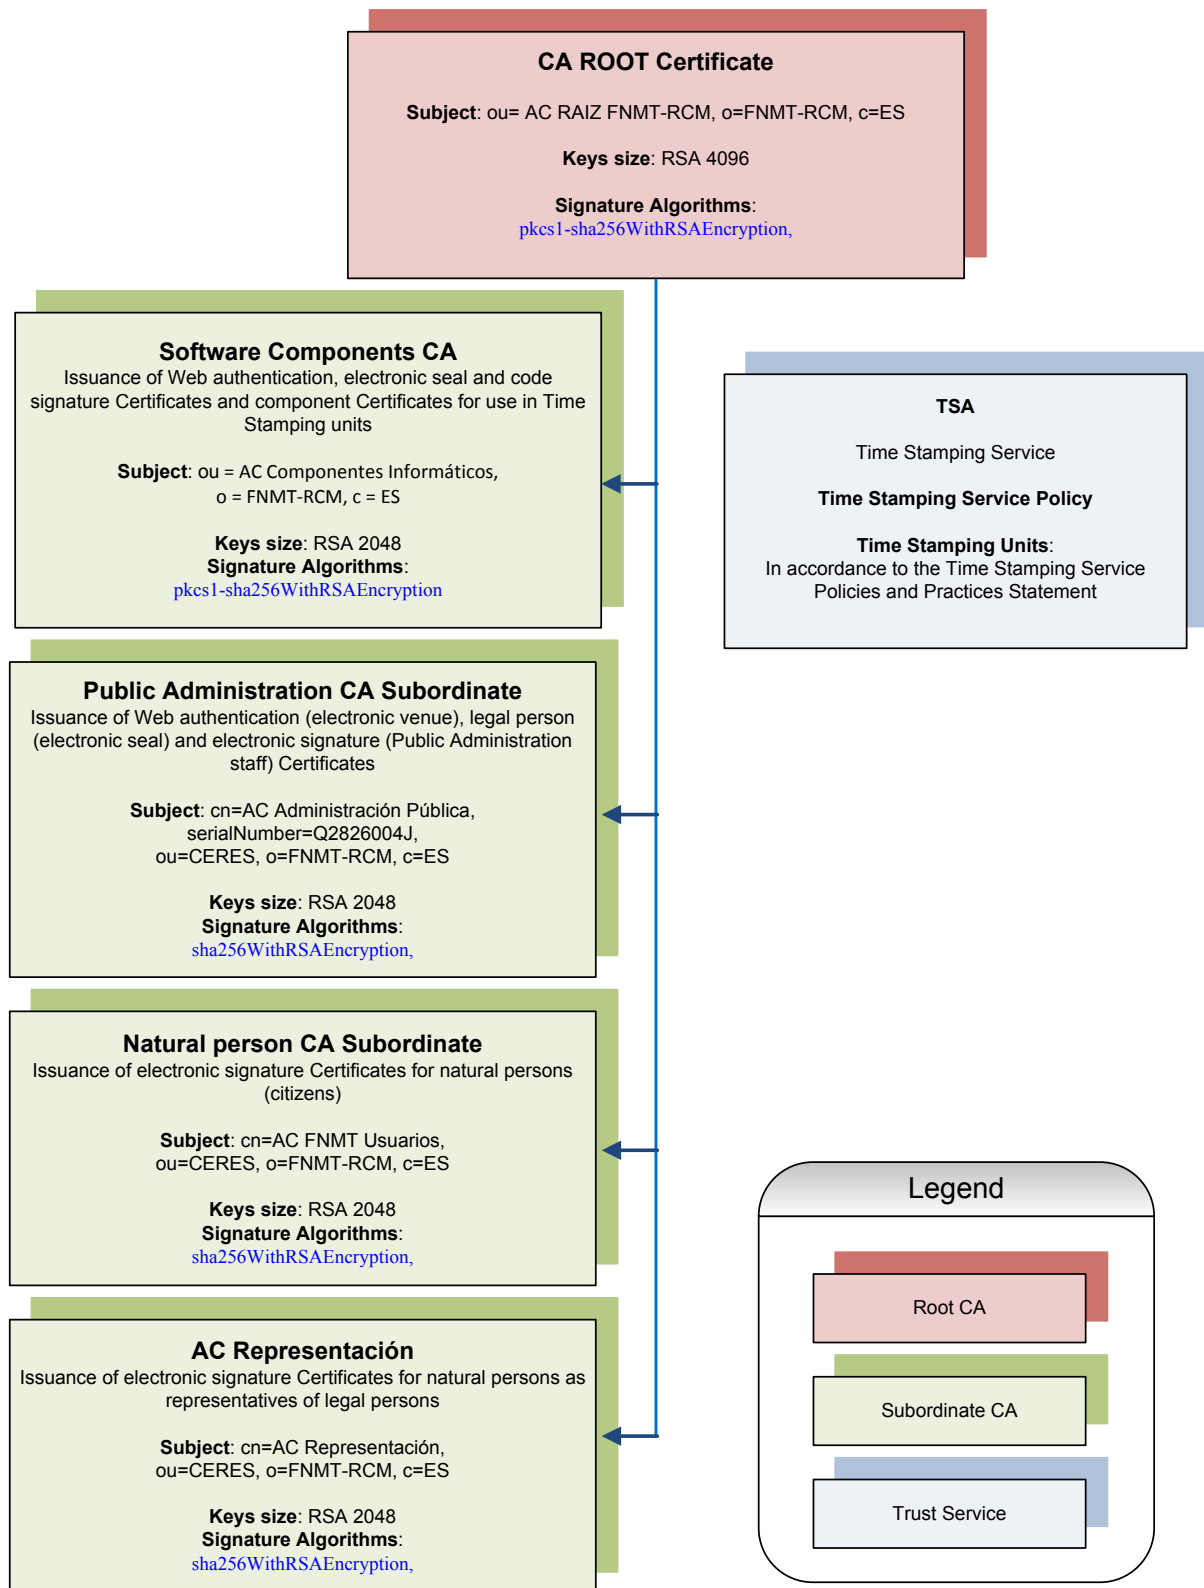 CA ROOT Certificate
Subject: ou= AC RAIZ FNMT-RCM, o=FNMT-RCM, c=ES
Keys size: RSA 4096
Signature Algorithms:
pkcs1-sha256WithRSAEncryption,
Software Components CA
Issuance of Web authentication, electronic seal and code
signature Certificates and component Certificates for use in Time
Stamping units
Subject: ou = AC Componentes Informáticos,
o = FNMT-RCM, c = ES
Keys size: RSA 2048
Signature Algorithms:
pkcs1-sha256WithRSAEncryption
TSA
Time Stamping Service
Time Stamping Service Policy
Time Stamping Units:
In accordance to the Time Stamping Service
Policies and Practices Statement
Public Administration CA Subordinate
Issuance of Web authentication (electronic venue), legal person
(electronic seal) and electronic signature (Public Administration
staff) Certificates
Subject: cn=AC Administración Pública,
serialNumber=Q2826004J,
ou=CERES, o=FNMT-RCM, c=ES
Keys size: RSA 2048
Signature Algorithms:
sha256WithRSAEncryption,
Natural person CA Subordinate
Issuance of electronic signature Certificates for natural persons
(citizens)
Subject: cn=AC FNMT Usuarios,
ou=CERES, o=FNMT-RCM, c=ES
Keys size: RSA 2048
Signature Algorithms:
sha256WithRSAEncryption,
AC Representación
Issuance of electronic signature Certificates for natural persons as
representatives of legal persons
Subject: cn=AC Representación,
ou=CERES, o=FNMT-RCM, c=ES
Keys size: RSA 2048
Signature Algorithms:
sha256WithRSAEncryption,
Legend
Root CA
Subordinate CA
Trust Service